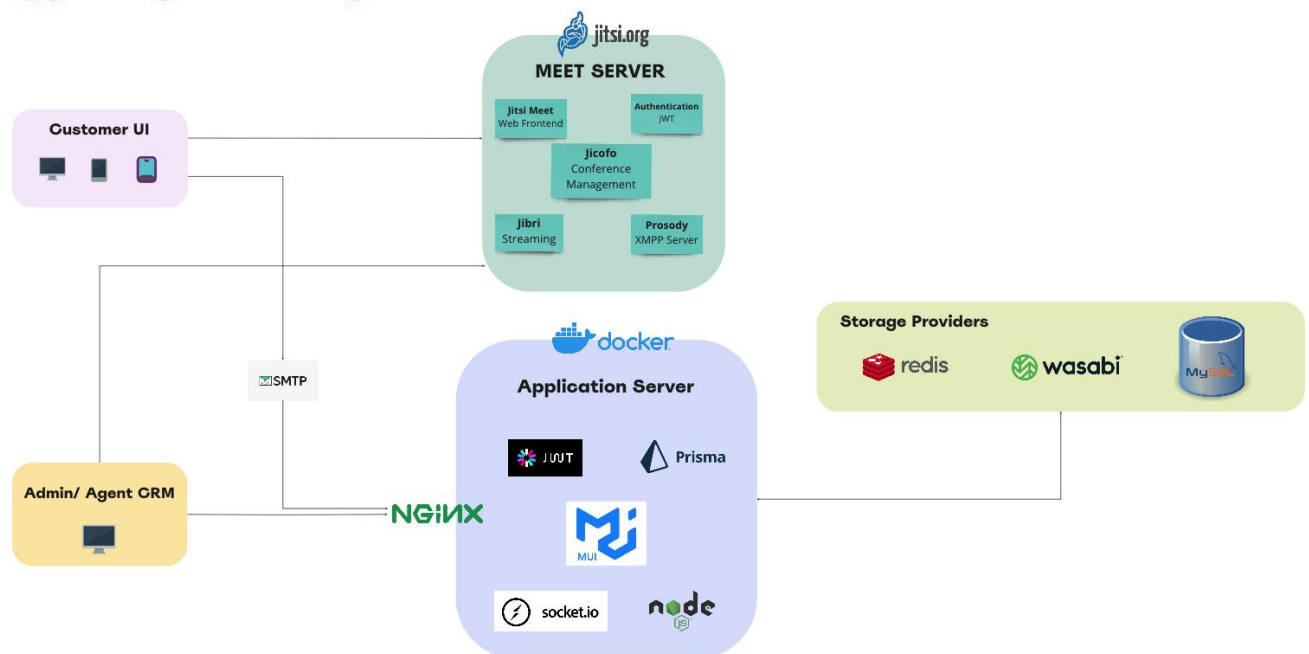 jitsi.org
MEET SERVER
Jitsi Meet
Web Frontend
Authentication
JWT
Jicofo
Conference
Management
Jibri
Streaming
Prosody
XMPP Server
Customer UI
SMTP
Admin/ Agent CRM
NGINX
docker
Application Server
JWT
Prisma
MUI
socket.io
node
JS
Storage Providers
redis
wasabi
MySQL